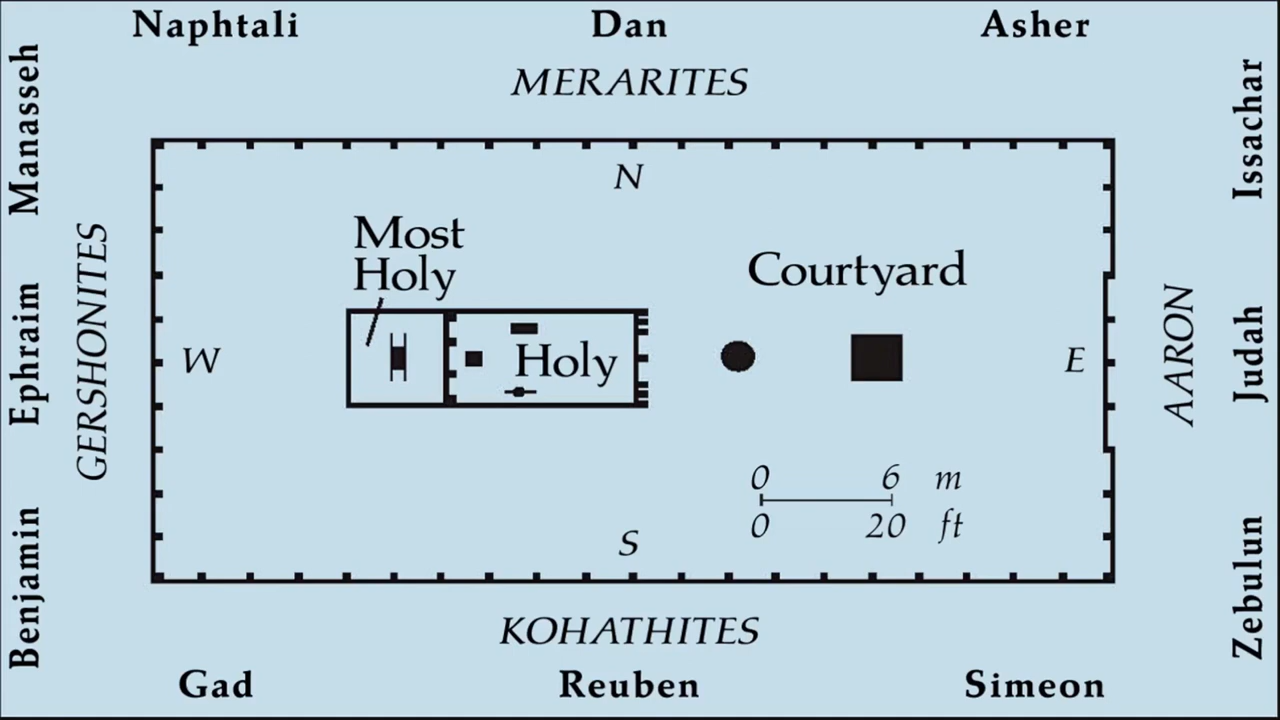 Naphtali
Dan
Asher
MERARITES
Manasseh
Ephraim
Benjamin
GERSHONITES
N
Most
Holy
Courtyard
W
Holy
E
AARON
Issachar
Judah
Zebulun
0 6 m
0 20 ft
S
KOHATHITES
Gad
Reuben
Simeon